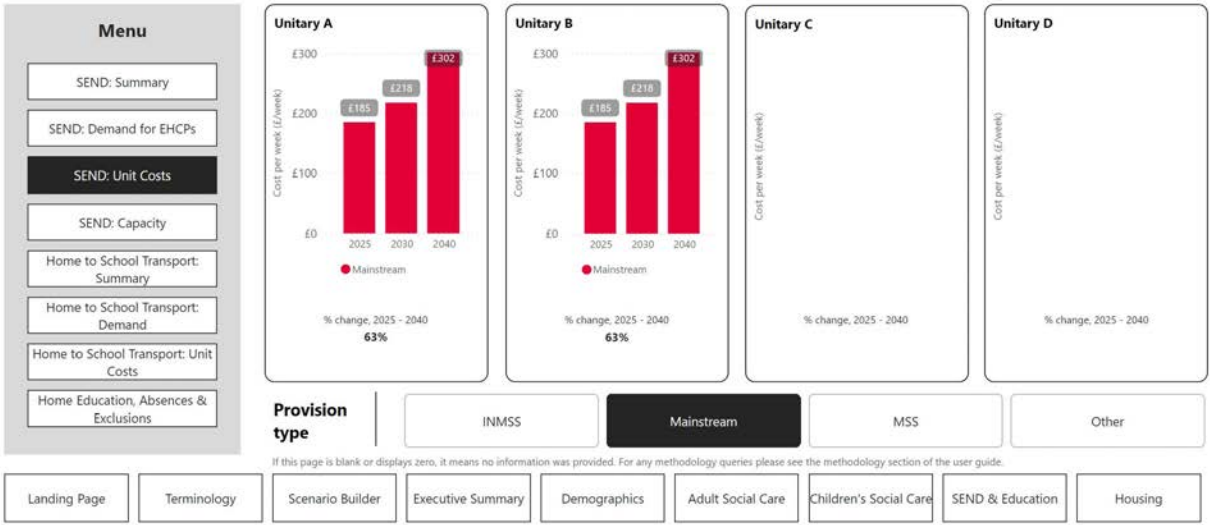 Menu
SEND: Summary
SEND: Demand for EHCPs
SEND: Unit Costs
SEND: Capacity
Home to School Transport:
Summary
Home to School Transport:
Demand
Home to School Transport: Unit
Costs
Home Education, Absences &
Exclusions
Unitary A
Cost per week (£/week)
£300
£200
£100
£0
£185
£218
£302
2025 2030 2040
Mainstream
% change, 2025 - 2040
63%
Unitary B
Cost per week (£/week)
£300
£200
£100
£0
£185
£218
£302
2025 2030 2040
Mainstream
% change, 2025 - 2040
63%
Unitary C
Cost per week (£/week)
% change, 2025 - 2040
Unitary D
Cost per week (£/week)
% change, 2025 - 2040
Provision
type
INMSS
Mainstream
MSS
Other
If this page is blank or displays zero, it means no information was provided. For any methodology queries please see the methodology section of the user guide.
Landing Page
Terminology
Scenario Builder
Executive Summary
Demographics
Adult Social Care
Children's Social Care
SEND & Education
Housing